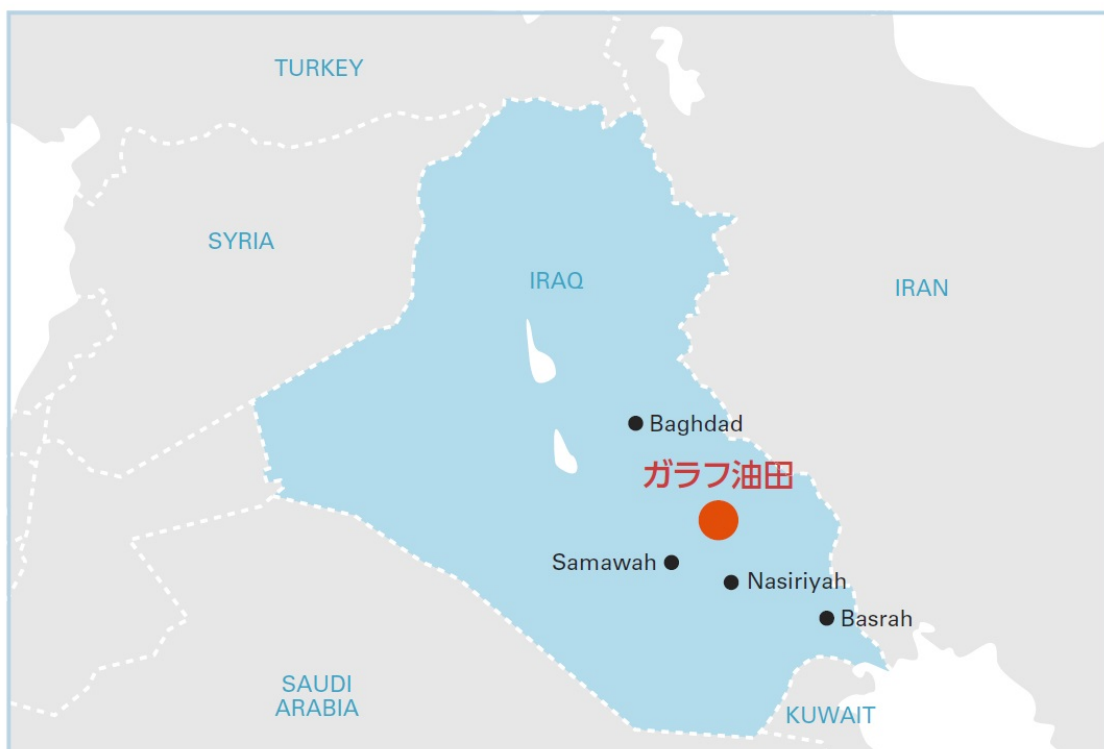 TURKEY
SYRIA
IRAQ
IRAN
Baghdad
ガラフ油田
Samawah
Nasiriyah
Basrah
SAUDI
ARABIA
KUWAIT